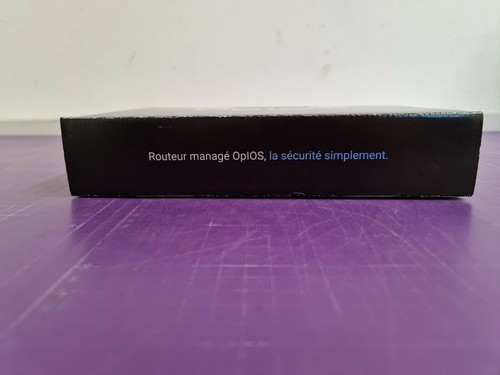 Routeur managé OpIOS, la sécurité simplement.